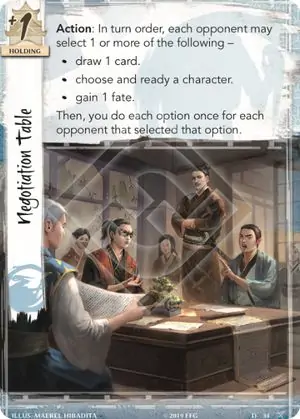 +1
HOLDING
Action: In turn order, each opponent may
select 1 or more of the following –
• draw 1 card.
• choose and ready a character.
• gain 1 fate.
Then, you do each option once for each
opponent that selected that option.
Negotiation Table
ILLUS: MAEREL HIBADITA
© 2019 FFG